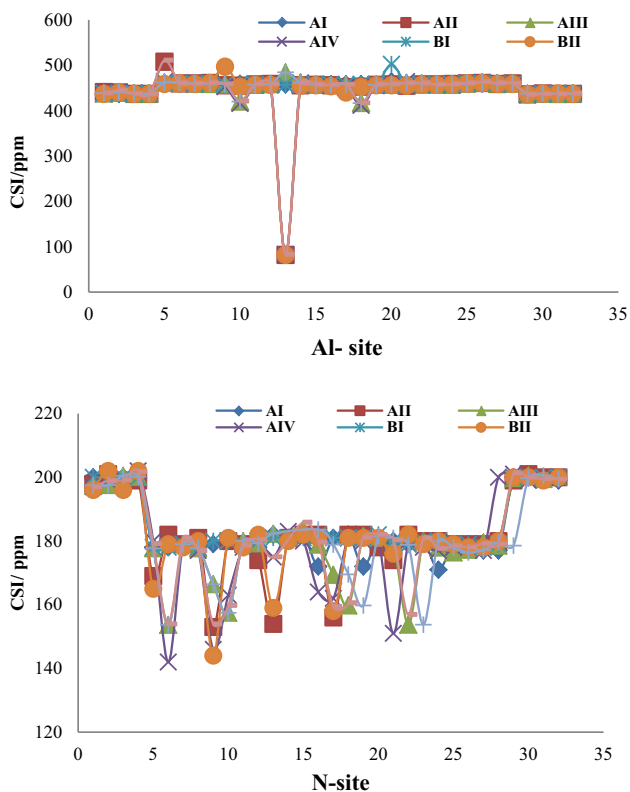 600
500
400
300
200
100
0
CSI/ppm
AI AII AIII
AIV BI BII
0 5 10 15 20 25 30 35
Al- site
220
200
180
160
140
120
CSI/ ppm
AI AII AIII
AIV BI BII
0 5 10 15 20 25 30 35
N-site